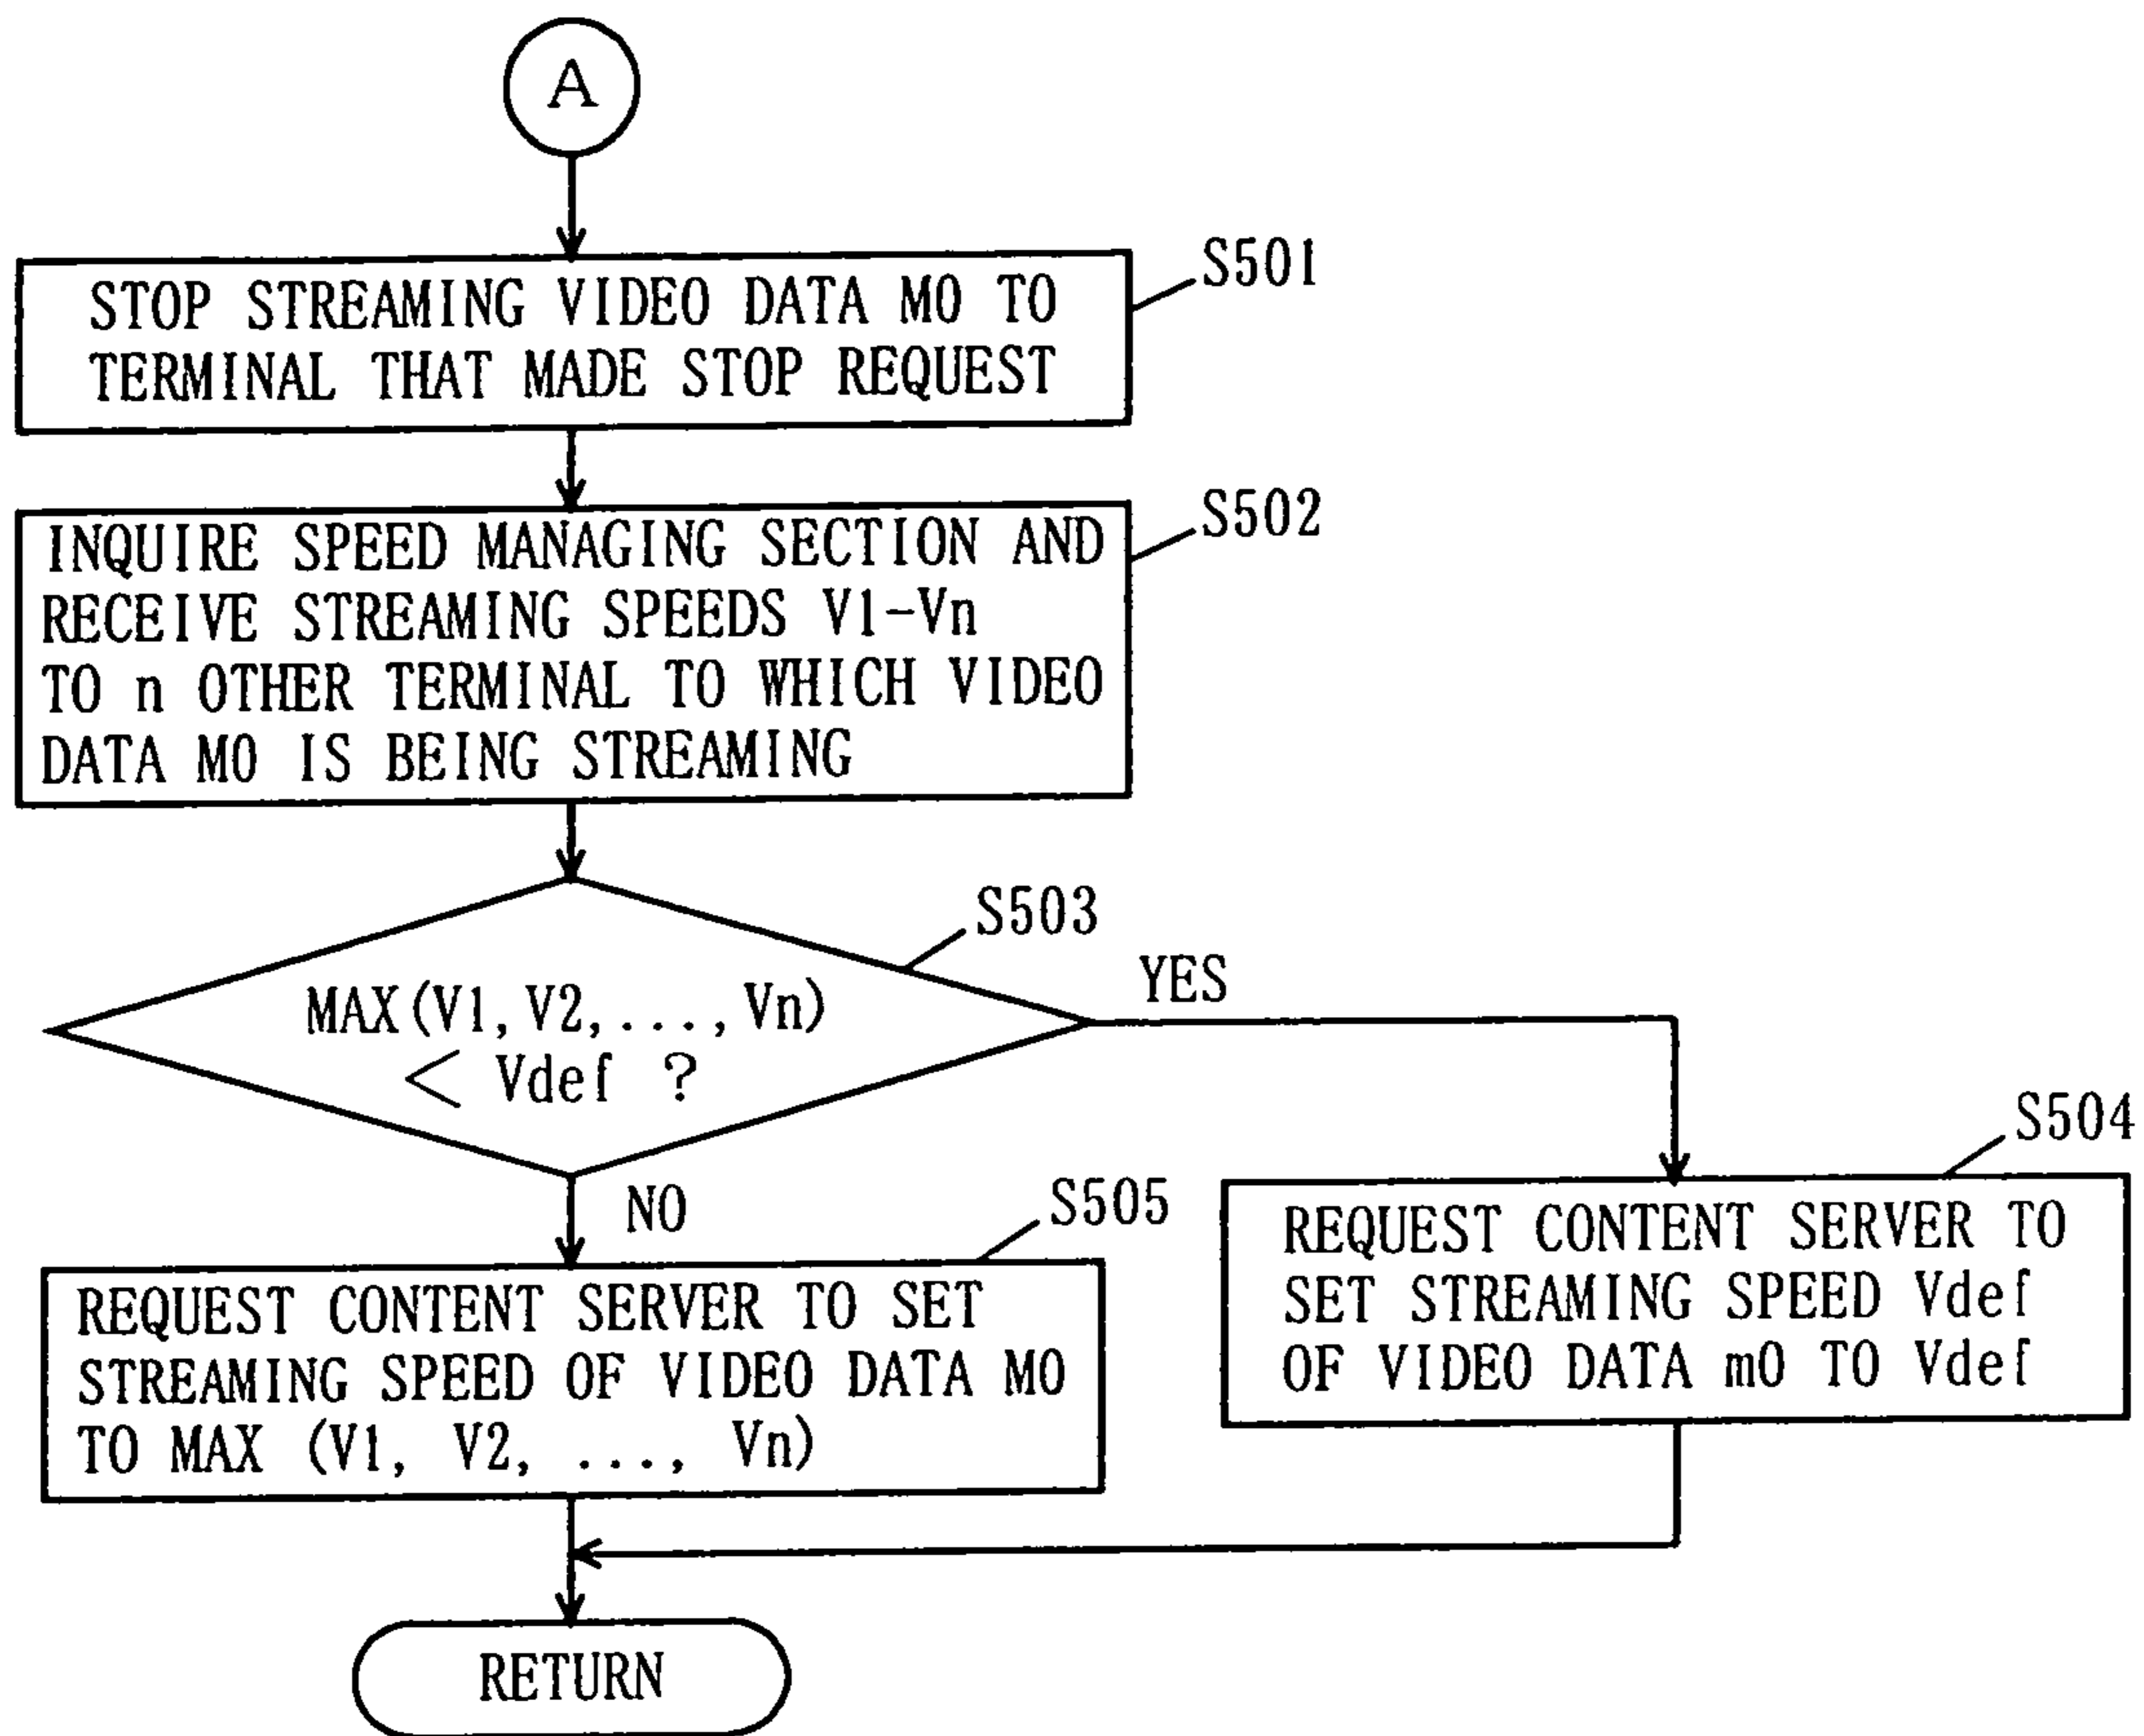 A
STOP STREAMING VIDEO DATA M0 TO
TERMINAL THAT MADE STOP REQUEST
S501
INQUIRE SPEED MANAGING SECTION AND
RECEIVE STREAMING SPEEDS V1-Vn
TO n OTHER TERMINAL TO WHICH VIDEO
DATA M0 IS BEING STREAMING
S502
MAX(V1, V2, ..., Vn)
< Vdef ?
S503
YES
NO
S504
REQUEST CONTENT SERVER TO
SET STREAMING SPEED Vdef
OF VIDEO DATA m0 TO Vdef
S505
REQUEST CONTENT SERVER TO SET
STREAMING SPEED OF VIDEO DATA M0
TO MAX (V1, V2, ..., Vn)
RETURN